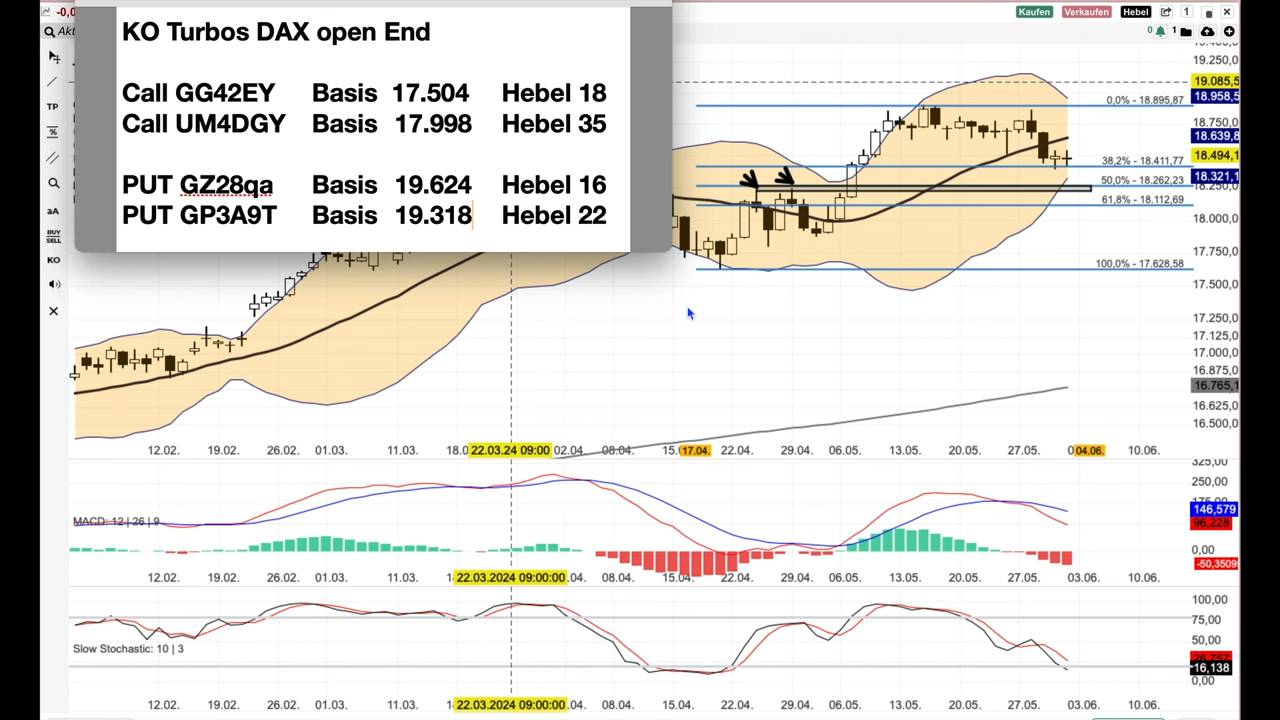 -0,0
Kaufen
Verkaufen
Hebel
1
Akt
0
1
KO Turbos DAX open End
Call GG42EY Basis 17.504 Hebel 18
Call UM4DGY Basis 17.998 Hebel 35
PUT GZ28qa Basis 19.624 Hebel 16
PUT GP3A9T Basis 19.318 Hebel 22
TP
%
aA
BUY
SELL
KO
19.250,0
19.085,5
18.958,5
18.750,0
18.639,8
18.494,1
18.321,1
18.250,0
18.000,0
17.750,0
17.500,0
17.250,0
17.125,0
17.000,0
16.875,0
16.765,1
16.625,0
16.500,0
0,0% - 18.895,87
38,2% - 18.411,77
50,0% - 18.262,23
61,8% - 18.112,69
100,0% - 17.628,58
12.02. 19.02. 26.02. 01.03. 11.03. 18.0 22.03.24 09:00 02.04. 08.04. 15. 17.04. 22.04. 29.04. 06.05. 13.05. 20.05. 27.05. 0 04.06. 10.06.
325,00
250,00
175,00
146,579
96,228
0,00
-50,3509
MACD: 12 | 26 | 9
12.02. 19.02. 26.02. 01.03. 11.03. 22.03.2024 09:00:00 .04. 08.04. 15.04. 22.04. 29.04. 06.05. 13.05. 20.05. 27.05. 03.06. 10.06.
100,00
75,00
50,00
26,757
16,138
0,00
Slow Stochastic: 10 | 3
12.02. 19.02. 26.02. 01.03. 11.03. 22.03.2024 09:00:00 .04. 08.04. 15.04. 22.04. 29.04. 06.05. 13.05. 20.05. 27.05. 03.06. 10.06.